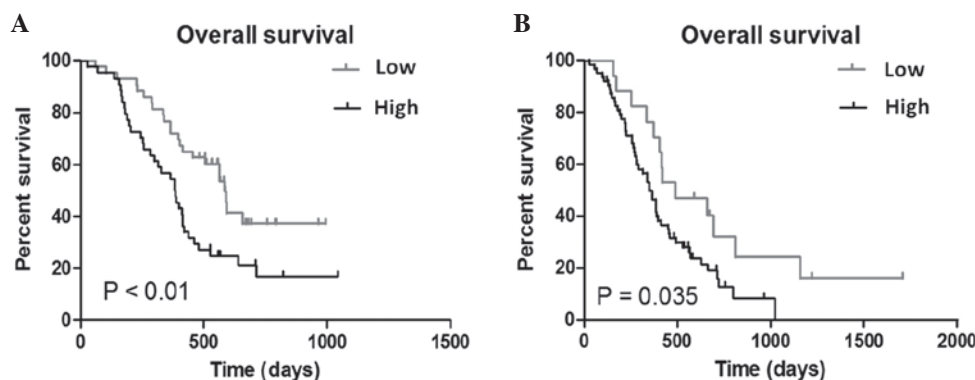 A
Overall survival
Percent survival
100
80
60
40
20
0
Low
High
P < 0.01
0
500
1000
1500
Time (days)
B
Overall survival
Percent survival
100
80
60
40
20
0
Low
High
P = 0.035
0
500
1000
1500
2000
Time (days)